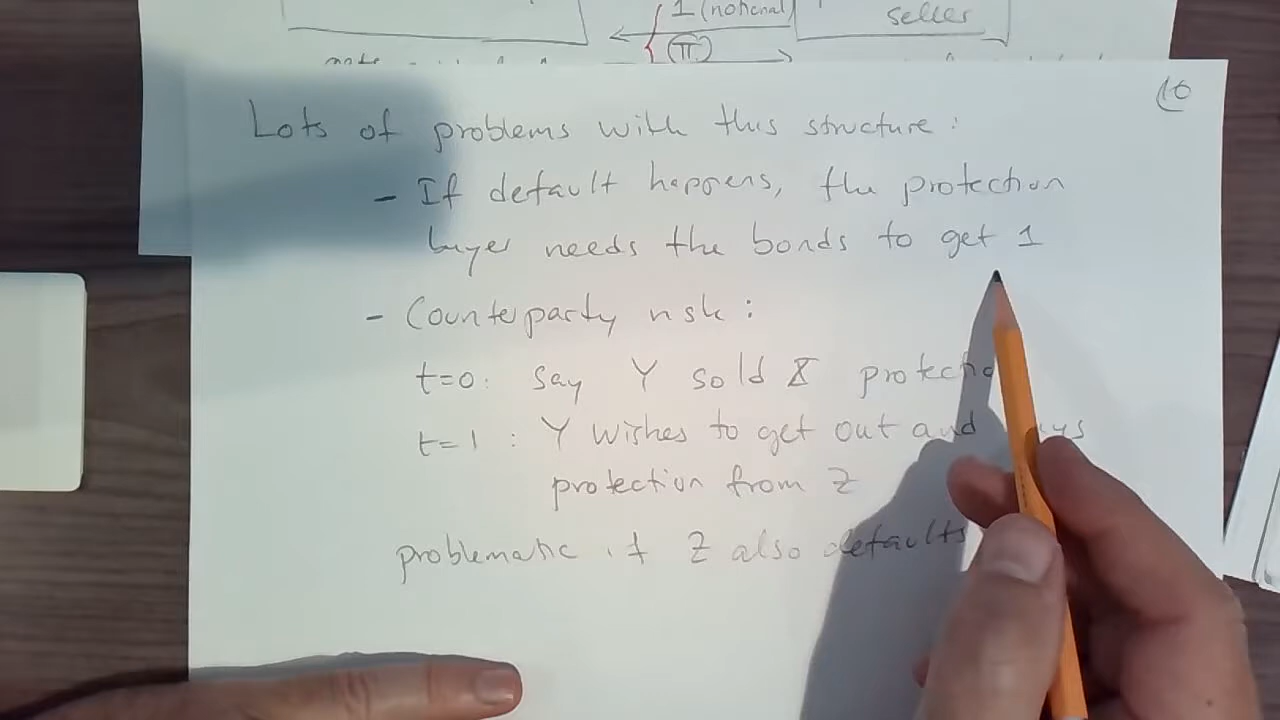 1 (notional)
seller
(π)
10
Lots of problems with this structure:
- If default happens, the protection
buyer needs the bonds to get 1
- Counterparty risk:
t=0: say Y sold X
t=1: Y wishes to get out and
protection from Z
problematic if Z also defaults